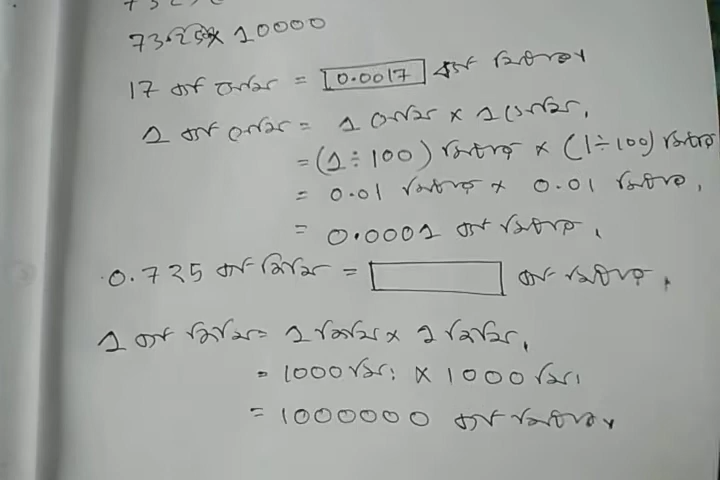 73.25 x 10000
17 বর্গ সেমি = 0.0017 বর্গ মিটার
1 বর্গ সেমি = 1 সেমি x 1 সেমি,
= (1 ÷ 100) মিটার x (1 ÷ 100) মিটার
= 0.01 মিটার x 0.01 মিটার,
= 0.0001 বর্গ মিটার,
0.725 বর্গ কিমি = বর্গ মিটার,
1 বর্গ কিমি = 1 কিমি x 1 কিমি,
= 1000 মি: x 1000 মি:
= 1000000 বর্গ মিটার